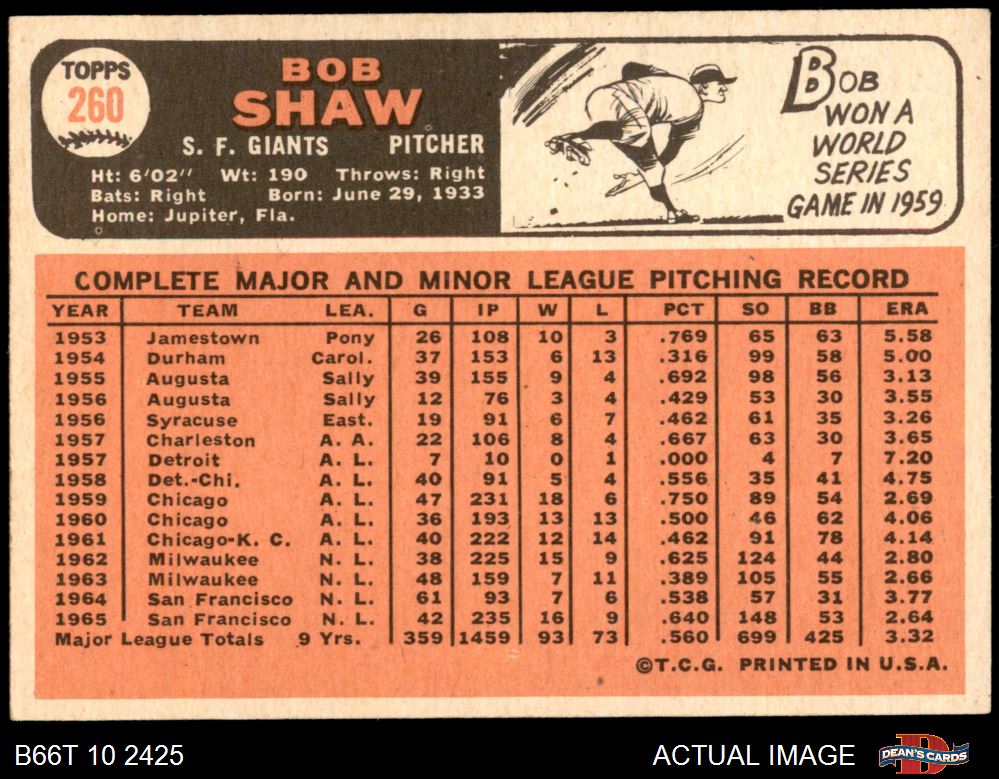 TOPPS
260
BOB
SHAW
S. F. GIANTS PITCHER
Ht: 6'02" Wt: 190 Throws: Right
Bats: Right Born: June 29, 1933
Home: Jupiter, Fla.
BOB
WON A
WORLD
SERIES
GAME IN 1959
COMPLETE MAJOR AND MINOR LEAGUE PITCHING RECORD
YEAR TEAM LEA. G IP W L PCT SO BB ERA
1953 Jamestown Pony 26 108 10 3 .769 65 63 5.58
1954 Durham Carol. 37 153 6 13 .316 99 58 5.00
1955 Augusta Sally 39 155 9 4 .692 98 56 3.13
1956 Augusta Sally 12 76 3 4 .429 53 30 3.55
1956 Syracuse East. 19 91 6 7 .462 61 35 3.26
1957 Charleston A. A. 22 106 8 4 .667 63 30 3.65
1957 Detroit A. L. 7 10 0 1 .000 4 7 7.20
1958 Det.-Chi. A. L. 40 91 5 4 .556 35 41 4.75
1959 Chicago A. L. 47 231 18 6 .750 89 54 2.69
1960 Chicago A. L. 36 193 13 13 .500 46 62 4.06
1961 Chicago-K. C. A. L. 40 222 12 14 .462 91 78 4.14
1962 Milwaukee N. L. 38 225 15 9 .625 124 44 2.80
1963 Milwaukee N. L. 48 159 7 11 .389 105 55 2.66
1964 San Francisco N. L. 61 93 7 6 .538 57 31 3.77
1965 San Francisco N. L. 42 235 16 9 .640 148 53 2.64
Major League Totals 9 Yrs. 359 1459 93 73 .560 699 425 3.32
©T.C.G. PRINTED IN U.S.A.
B66T 10 2425 ACTUAL IMAGE
DEAN'S CARDS